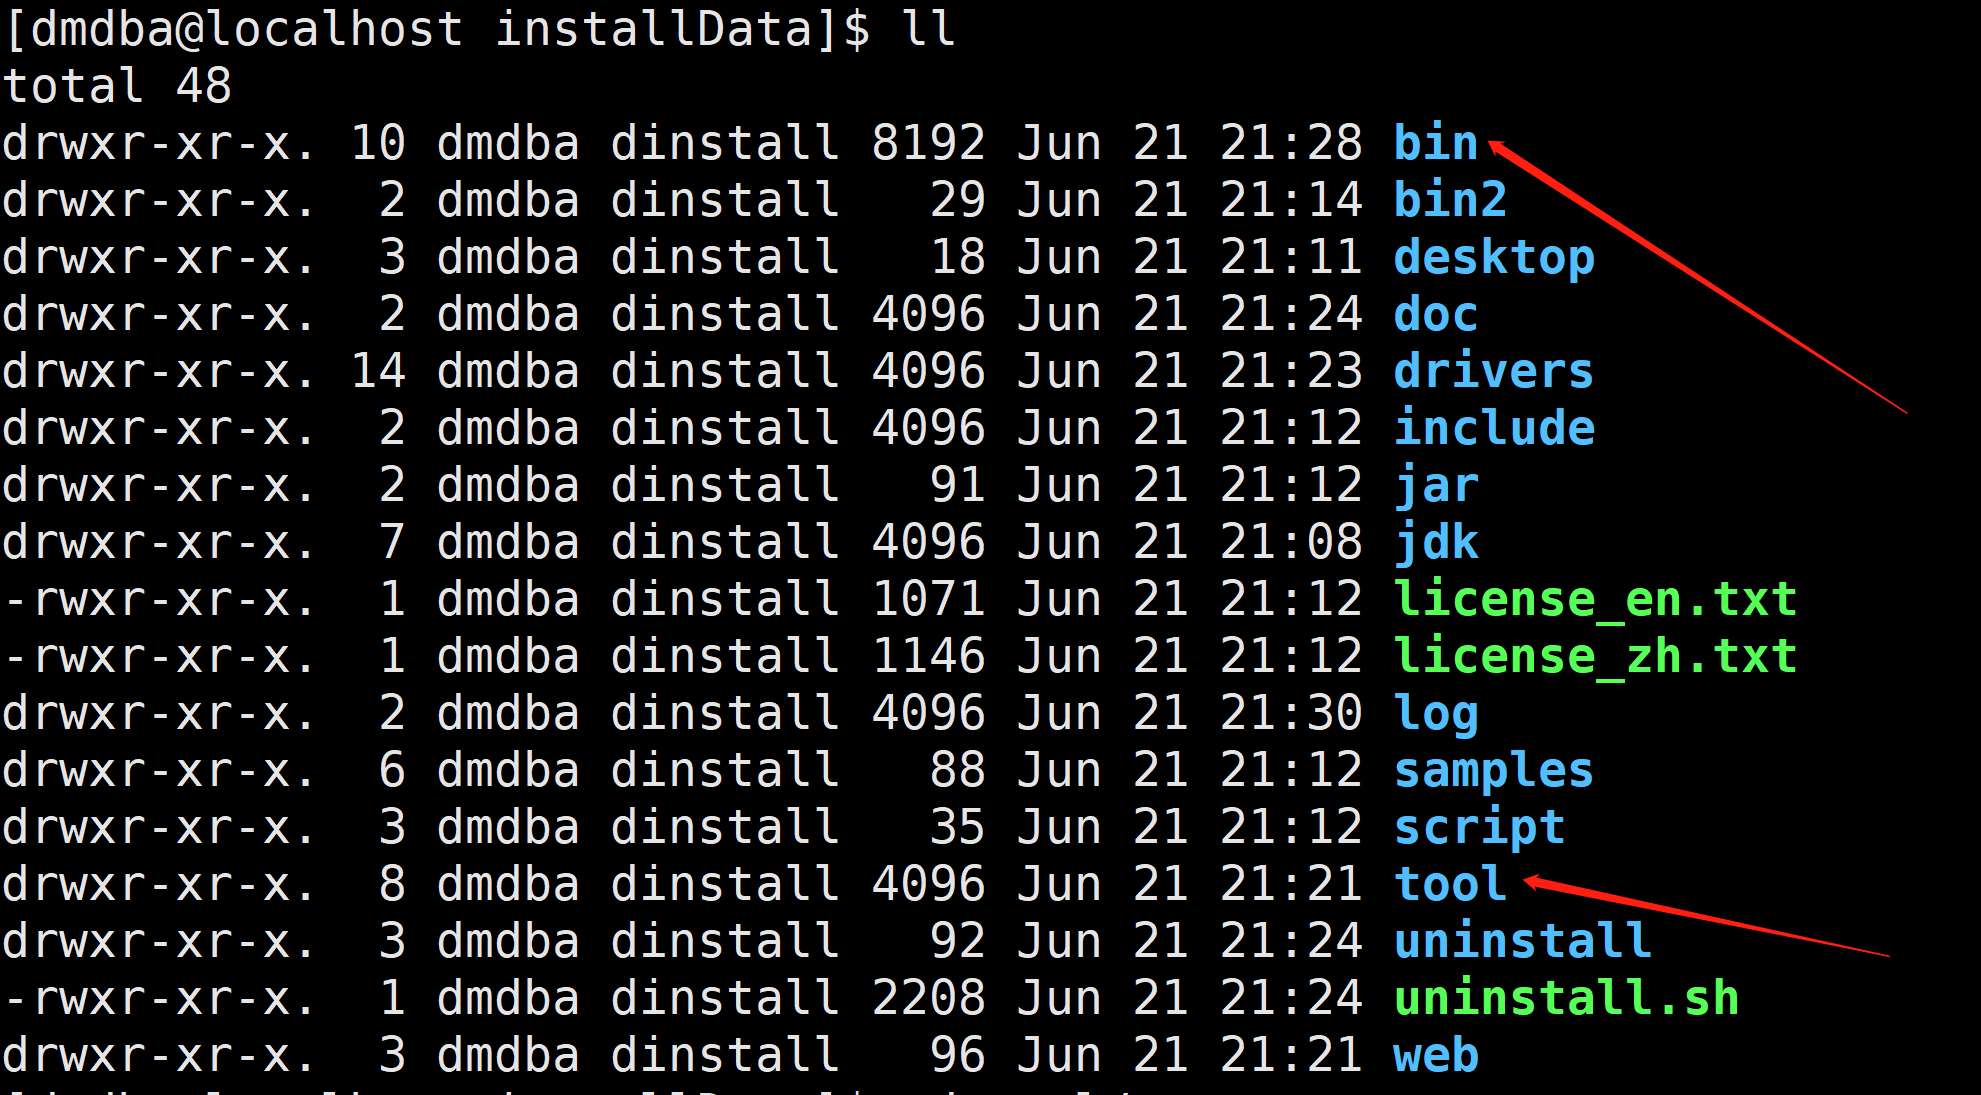 [dmdba@localhost installData]$ ll
total 48
drwxr-xr-x. 10 dmdba dinstall 8192 Jun 21 21:28 bin
drwxr-xr-x.  2 dmdba dinstall   29 Jun 21 21:14 bin2
drwxr-xr-x.  3 dmdba dinstall   18 Jun 21 21:11 desktop
drwxr-xr-x.  2 dmdba dinstall 4096 Jun 21 21:24 doc
drwxr-xr-x. 14 dmdba dinstall 4096 Jun 21 21:23 drivers
drwxr-xr-x.  2 dmdba dinstall 4096 Jun 21 21:12 include
drwxr-xr-x.  2 dmdba dinstall   91 Jun 21 21:12 jar
drwxr-xr-x.  7 dmdba dinstall 4096 Jun 21 21:08 jdk
-rwxr-xr-x.  1 dmdba dinstall 1071 Jun 21 21:12 license_en.txt
-rwxr-xr-x.  1 dmdba dinstall 1146 Jun 21 21:12 license_zh.txt
drwxr-xr-x.  2 dmdba dinstall 4096 Jun 21 21:30 log
drwxr-xr-x.  6 dmdba dinstall   88 Jun 21 21:12 samples
drwxr-xr-x.  3 dmdba dinstall   35 Jun 21 21:12 script
drwxr-xr-x.  8 dmdba dinstall 4096 Jun 21 21:21 tool
drwxr-xr-x.  3 dmdba dinstall   92 Jun 21 21:24 uninstall
-rwxr-xr-x.  1 dmdba dinstall 2208 Jun 21 21:24 uninstall.sh
drwxr-xr-x.  3 dmdba dinstall   96 Jun 21 21:21 web